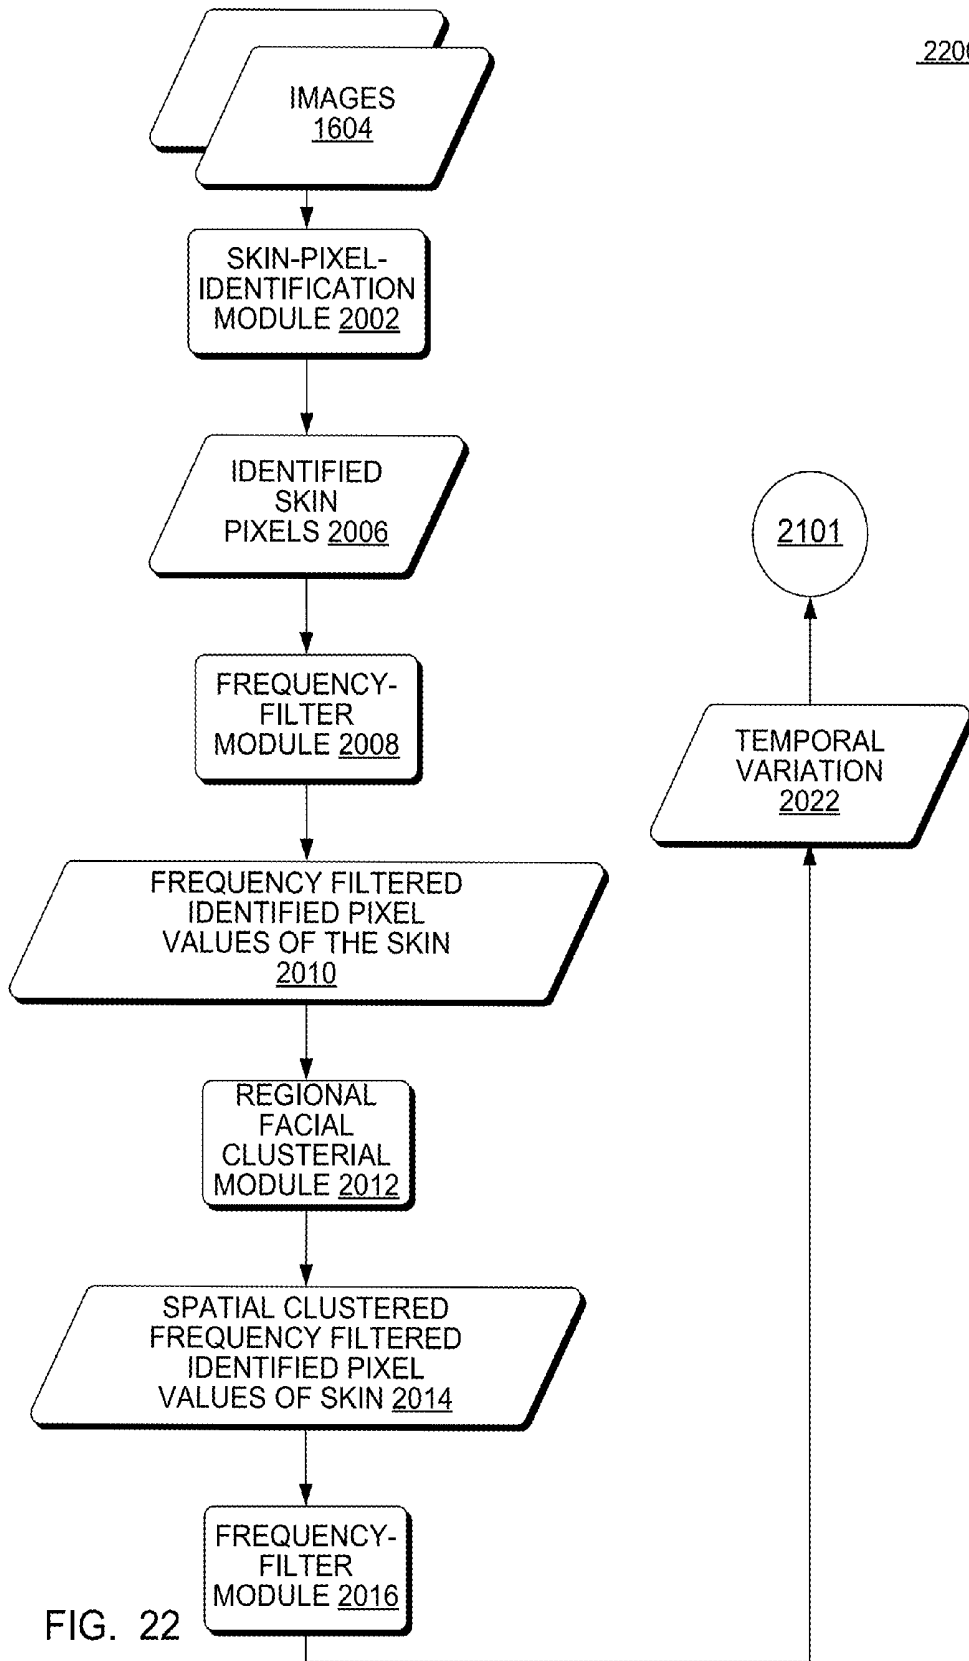 2200
IMAGES
1604
SKIN-PIXEL-
IDENTIFICATION
MODULE 2002
IDENTIFIED
SKIN
PIXELS 2006
FREQUENCY-
FILTER
MODULE 2008
FREQUENCY FILTERED
IDENTIFIED PIXEL
VALUES OF THE SKIN
2010
REGIONAL
FACIAL
CLUSTERIAL
MODULE 2012
SPATIAL CLUSTERED
FREQUENCY FILTERED
IDENTIFIED PIXEL
VALUES OF SKIN 2014
FREQUENCY-
FILTER
MODULE 2016
TEMPORAL
VARIATION
2022
2101
FIG. 22